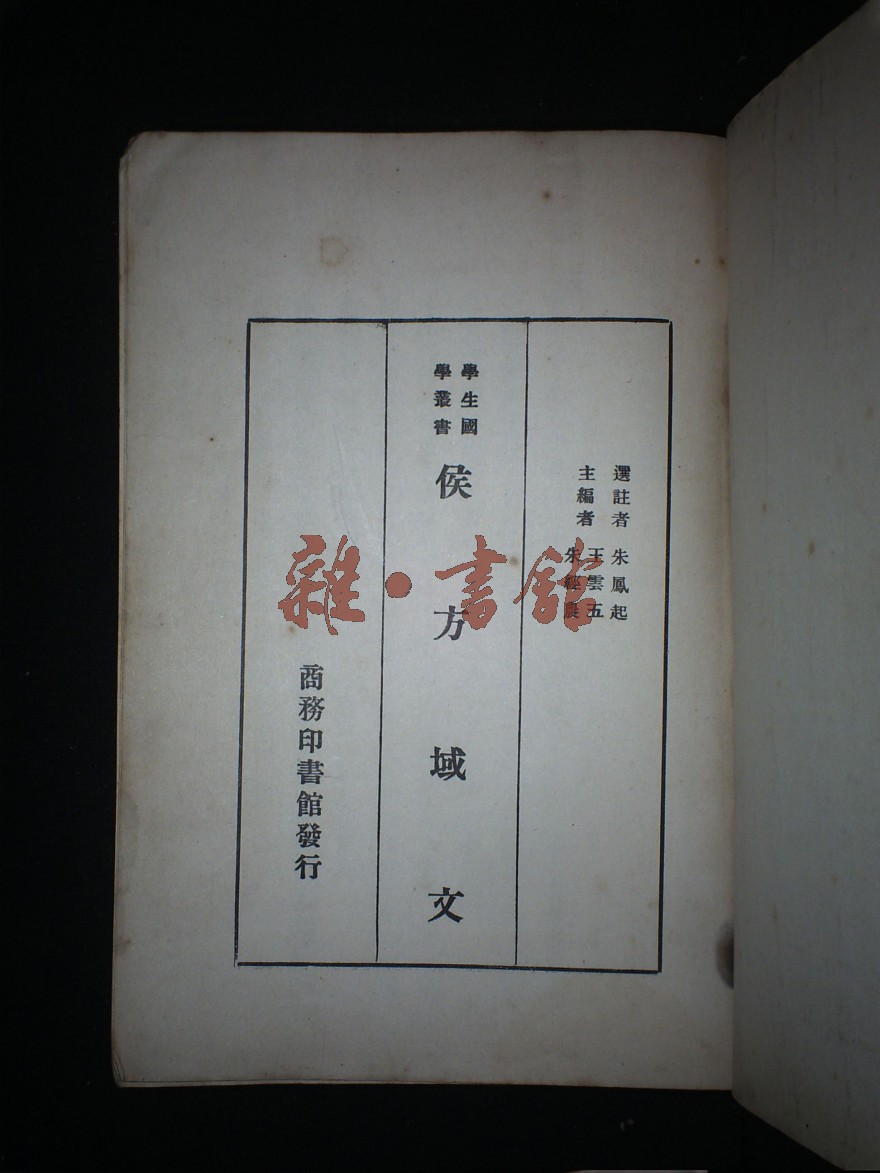 選註者 朱鳳起
主編者 王雲五
朱經農
學生國
學叢書
侯方域文
商務印書館發行
雜·書館